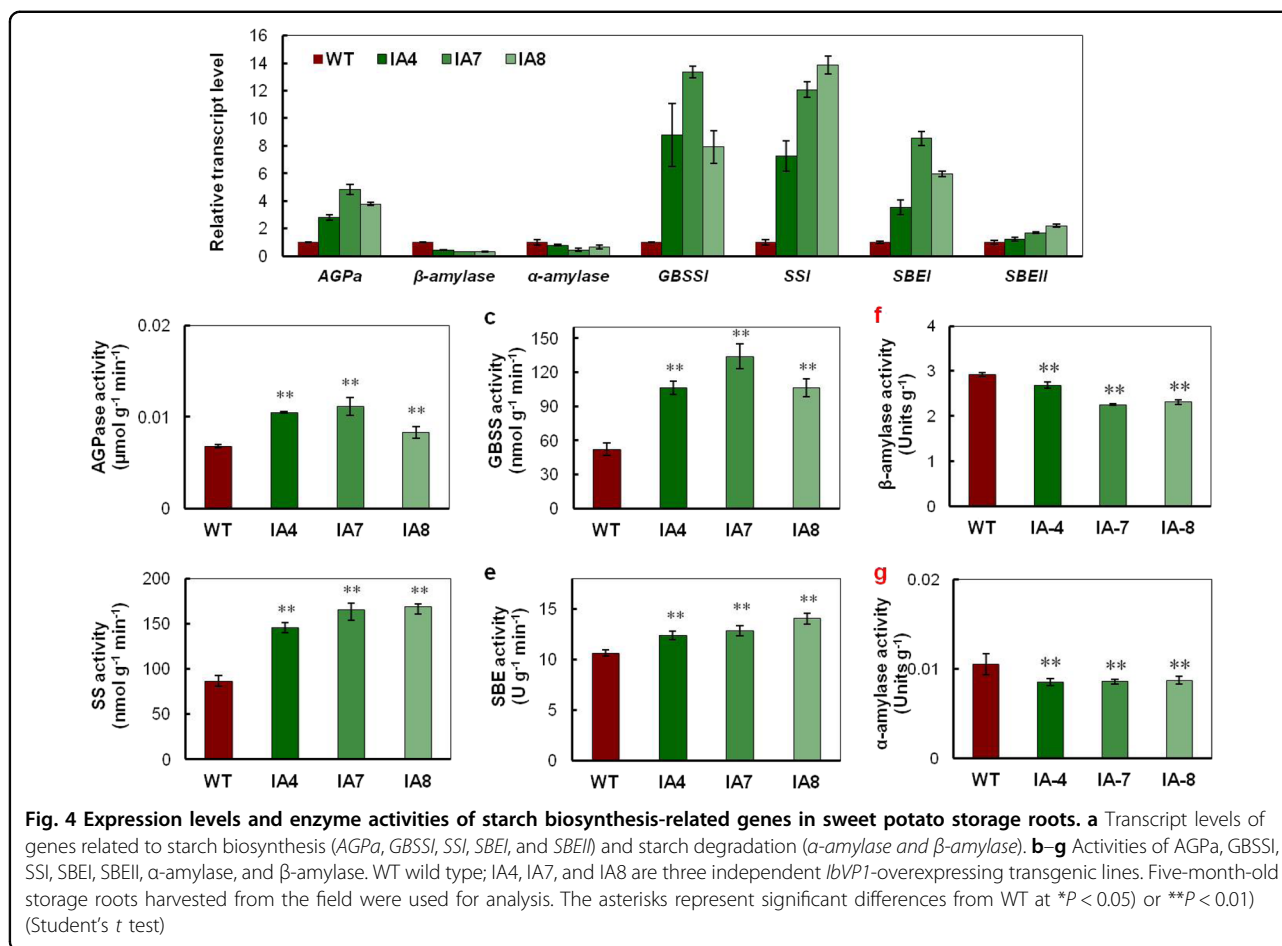 16
14
12
10
8
6
4
2
0
Relative transcript level
WT IA4 IA7 IA8
AGPa β-amylase α-amylase GBSSI SSI SBEI SBEII
0.02
0.01
0
AGPase activity
(µmol g⁻¹ min⁻¹)
** ** **
WT IA4 IA7 IA8
c
150
120
90
60
30
0
GBSS activity
(nmol g⁻¹ min⁻¹)
** ** **
WT IA4 IA7 IA8
f
4
3
2
1
0
β-amylase activity
(Units g⁻¹)
** ** **
WT IA-4 IA-7 IA-8
200
150
100
50
0
SS activity
(nmol g⁻¹ min⁻¹)
** ** **
WT IA4 IA7 IA8
e
15
10
5
0
SBE activity
(U g⁻¹ min⁻¹)
** ** **
WT IA4 IA7 IA8
g
0.02
0.01
0
α-amylase activity
(Units g⁻¹)
** ** **
WT IA-4 IA-7 IA-8
Fig. 4 Expression levels and enzyme activities of starch biosynthesis-related genes in sweet potato storage roots. a Transcript levels of
genes related to starch biosynthesis (AGPa, GBSSI, SSI, SBEI, and SBEII) and starch degradation (α-amylase and β-amylase). b–g Activities of AGPa, GBSSI,
SSI, SBEI, SBEII, α-amylase, and β-amylase. WT wild type; IA4, IA7, and IA8 are three independent IbVP1-overexpressing transgenic lines. Five-month-old
storage roots harvested from the field were used for analysis. The asterisks represent significant differences from WT at *P < 0.05) or **P < 0.01)
(Student's t test)